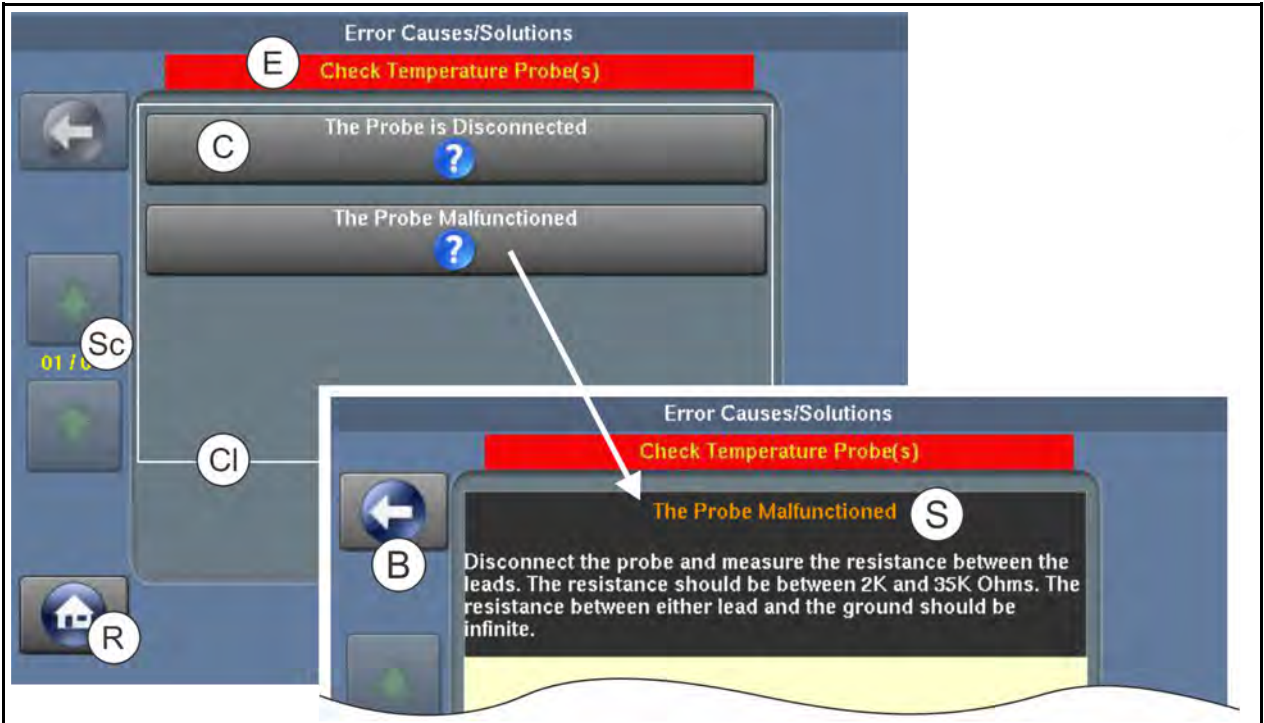 Error Causes/Solutions
E
Check Temperature Probe(s)
C
The Probe is Disconnected
?
The Probe Malfunctioned
?
Sc
01 /
Cl
R
Error Causes/Solutions
Check Temperature Probe(s)
The Probe Malfunctioned
S
B
Disconnect the probe and measure the resistance between the
leads. The resistance should be between 2K and 35K Ohms. The
resistance between either lead and the ground should be
infinite.